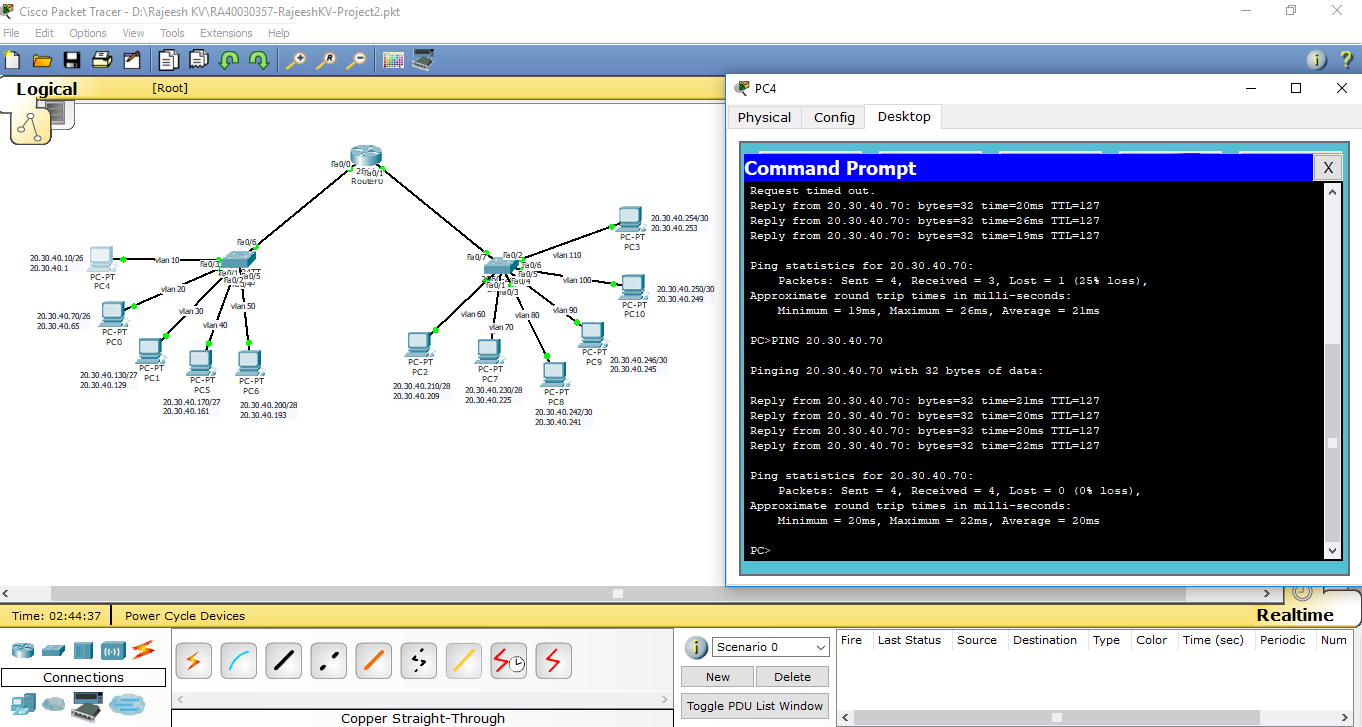 Cisco Packet Tracer - D:\Rajeesh KV\RA40030357-RajeeshKV-Project2.pkt
File Edit Options View Tools Extensions Help
Logical
[Root]
Fa0/0
Fa0/1
Router0
Fa0/6
Fa0/3
Fa0/1
Fa0/2
20.30.40.10/26
20.30.40.1
PC-PT
PC4
vlan 10
vlan 20
vlan 30
vlan 40
vlan 50
20.30.40.70/26
20.30.40.65
PC-PT
PC0
20.30.40.130/27
20.30.40.129
PC-PT
PC1
PC-PT
PC5
20.30.40.170/27
20.30.40.161
PC-PT
PC6
20.30.40.200/28
20.30.40.193
Fa0/7
Fa0/2
Fa0/6
Fa0/5
Fa0/4
Fa0/1
Fa0/3
vlan 110
vlan 100
vlan 90
vlan 80
vlan 70
vlan 60
20.30.40.254/30
20.30.40.253
PC-PT
PC3
20.30.40.250/30
20.30.40.249
PC-PT
PC10
PC-PT
PC9
20.30.40.246/30
20.30.40.245
PC-PT
PC2
20.30.40.210/28
20.30.40.209
PC-PT
PC7
20.30.40.230/28
20.30.40.225
PC-PT
PC8
20.30.40.242/30
20.30.40.241
PC4
Physical Config Desktop
Command Prompt
X
Request timed out.
Reply from 20.30.40.70: bytes=32 time=20ms TTL=127
Reply from 20.30.40.70: bytes=32 time=26ms TTL=127
Reply from 20.30.40.70: bytes=32 time=19ms TTL=127
Ping statistics for 20.30.40.70:
Packets: Sent = 4, Received = 3, Lost = 1 (25% loss),
Approximate round trip times in milli-seconds:
Minimum = 19ms, Maximum = 26ms, Average = 21ms
PC>PING 20.30.40.70
Pinging 20.30.40.70 with 32 bytes of data:
Reply from 20.30.40.70: bytes=32 time=21ms TTL=127
Reply from 20.30.40.70: bytes=32 time=20ms TTL=127
Reply from 20.30.40.70: bytes=32 time=20ms TTL=127
Reply from 20.30.40.70: bytes=32 time=22ms TTL=127
Ping statistics for 20.30.40.70:
Packets: Sent = 4, Received = 4, Lost = 0 (0% loss),
Approximate round trip times in milli-seconds:
Minimum = 20ms, Maximum = 22ms, Average = 20ms
PC>
Time: 02:44:37 Power Cycle Devices
Realtime
Connections
Copper Straight-Through
Scenario 0
New Delete
Toggle PDU List Window
Fire Last Status Source Destination Type Color Time (sec) Periodic Num